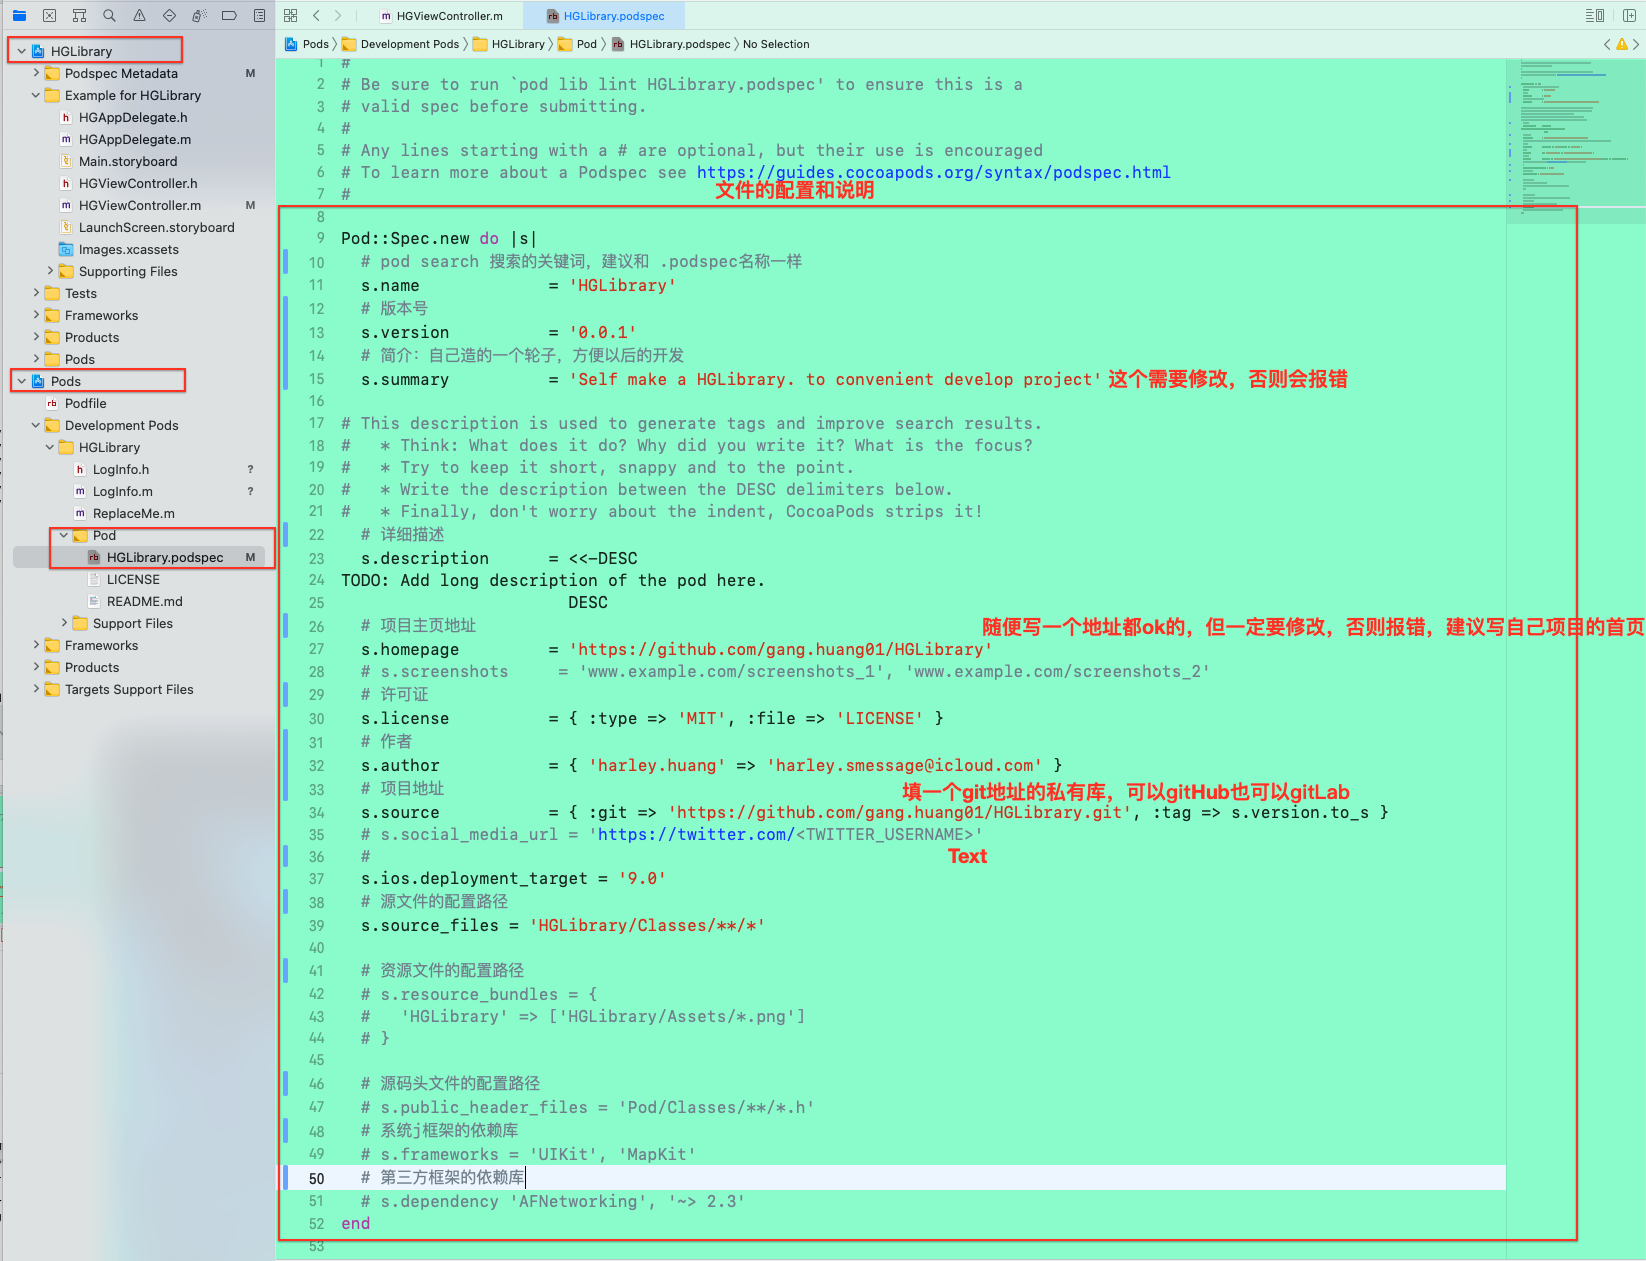 HGViewController.m
HGLibrary.podspec
Pods
Development Pods
HGLibrary
Pod
HGLibrary.podspec
No Selection
HGLibrary
Podspec Metadata M
Example for HGLibrary
HGAppDelegate.h
HGAppDelegate.m
Main.storyboard
HGViewController.h
HGViewController.m M
LaunchScreen.storyboard
Images.xcassets
Supporting Files
Tests
Frameworks
Products
Pods
Pods
Podfile
Development Pods
HGLibrary
LogInfo.h ?
LogInfo.m ?
ReplaceMe.m
Pod
HGLibrary.podspec M
LICENSE
README.md
Support Files
Frameworks
Products
Targets Support Files
1 #
2 # Be sure to run `pod lib lint HGLibrary.podspec' to ensure this is a
3 # valid spec before submitting.
4 #
5 # Any lines starting with a # are optional, but their use is encouraged
6 # To learn more about a Podspec see https://guides.cocoapods.org/syntax/podspec.html
7 #
文件的配置和说明
8
9 Pod::Spec.new do |s|
10 # pod search 搜索的关键词，建议和 .podspec名称一样
11 s.name = 'HGLibrary'
12 # 版本号
13 s.version = '0.0.1'
14 # 简介：自己造的一个轮子，方便以后的开发
15 s.summary = 'Self make a HGLibrary. to convenient develop project' 这个需要修改，否则会报错
16
17 # This description is used to generate tags and improve search results.
18 # * Think: What does it do? Why did you write it? What is the focus?
19 # * Try to keep it short, snappy and to the point.
20 # * Write the description between the DESC delimiters below.
21 # * Finally, don't worry about the indent, CocoaPods strips it!
22 # 详细描述
23 s.description = <<-DESC
24 TODO: Add long description of the pod here.
25 DESC
26 # 项目主页地址
随便写一个地址都ok的，但一定要修改，否则报错，建议写自己项目的首页
27 s.homepage = 'https://github.com/gang.huang01/HGLibrary'
28 # s.screenshots = 'www.example.com/screenshots_1', 'www.example.com/screenshots_2'
29 # 许可证
30 s.license = { :type => 'MIT', :file => 'LICENSE' }
31 # 作者
32 s.author = { 'harley.huang' => 'harley.smessage@icloud.com' }
33 # 项目地址
填一个git地址的私有库，可以gitHub也可以gitLab
34 s.source = { :git => 'https://github.com/gang.huang01/HGLibrary.git', :tag => s.version.to_s }
35 # s.social_media_url = 'https://twitter.com/<TWITTER_USERNAME>'
36 #
Text
37 s.ios.deployment_target = '9.0'
38 # 源文件的配置路径
39 s.source_files = 'HGLibrary/Classes/**/*'
40
41 # 资源文件的配置路径
42 # s.resource_bundles = {
43 # 'HGLibrary' => ['HGLibrary/Assets/*.png']
44 # }
45
46 # 源码头文件的配置路径
47 # s.public_header_files = 'Pod/Classes/**/*.h'
48 # 系统j框架的依赖库
49 # s.frameworks = 'UIKit', 'MapKit'
50 # 第三方框架的依赖库
51 # s.dependency 'AFNetworking', '~> 2.3'
52 end
53